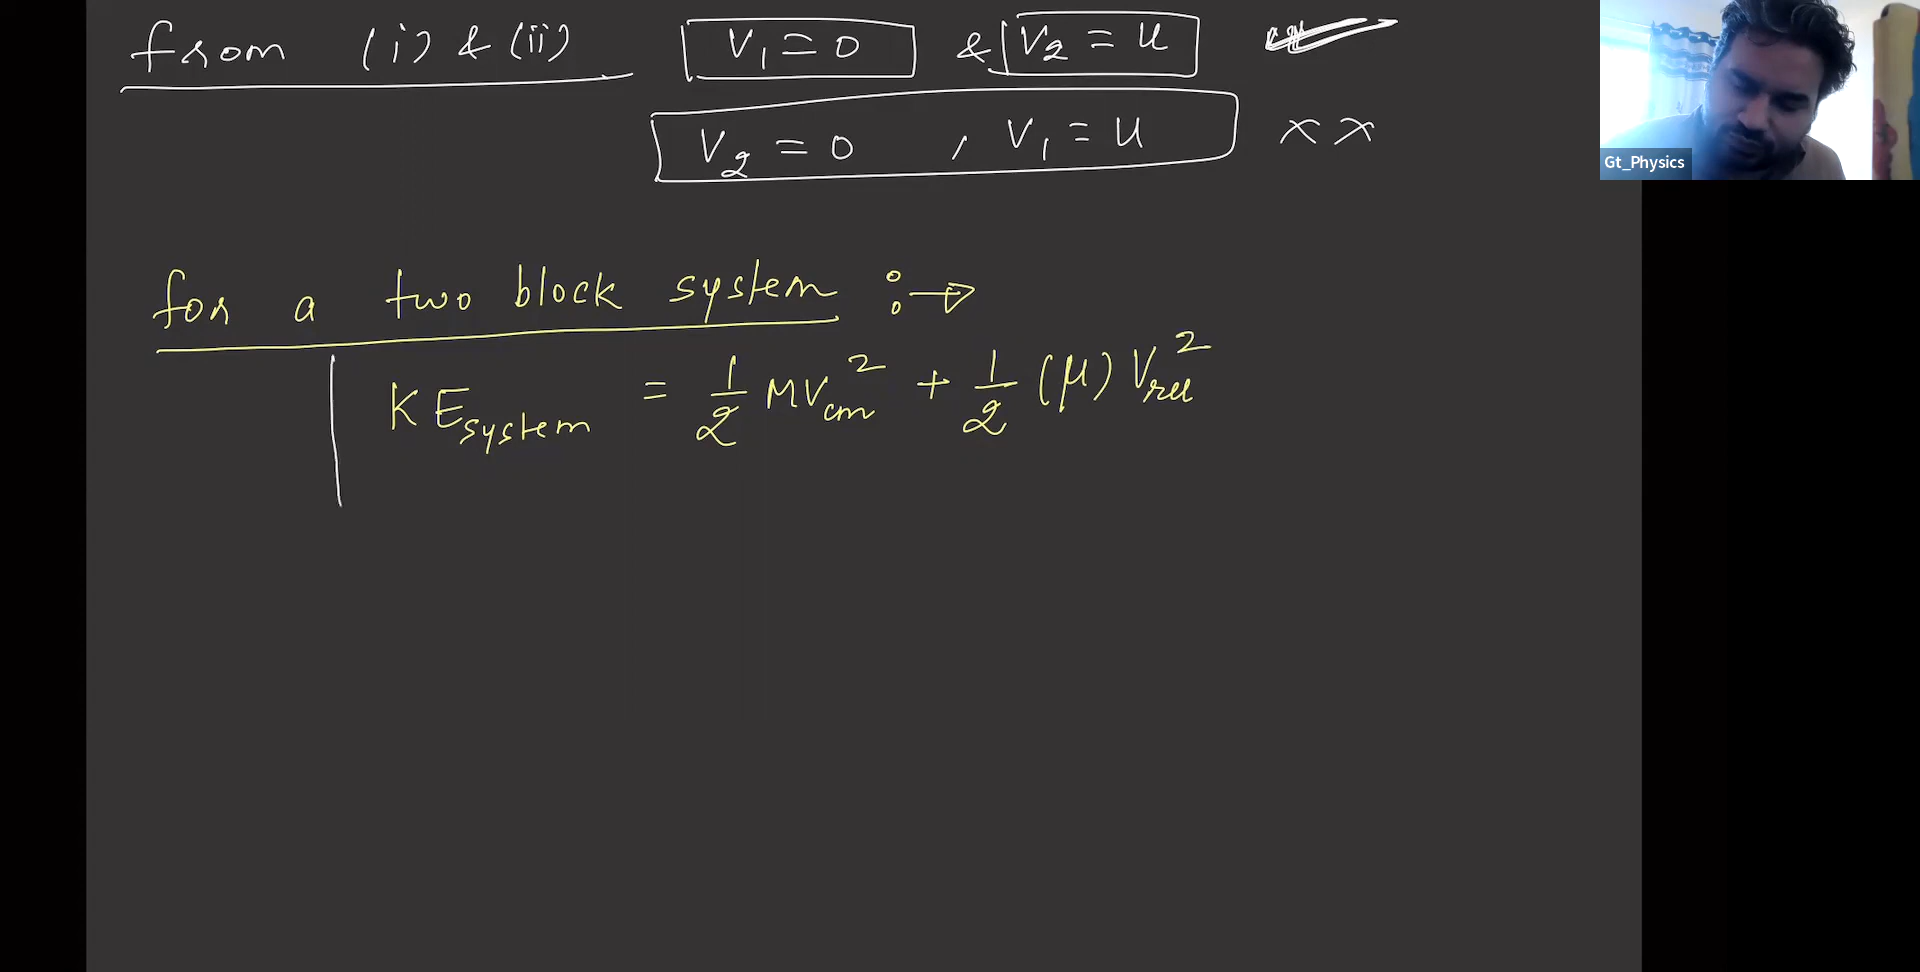 from (i) & (ii) V₁ = 0 & V₂ = u
V₂ = 0 , V₁ = u ××
Gt_Physics
for a two block system :→
KE_system = 1/2 MV_cm² + 1/2 (μ) V_rel²